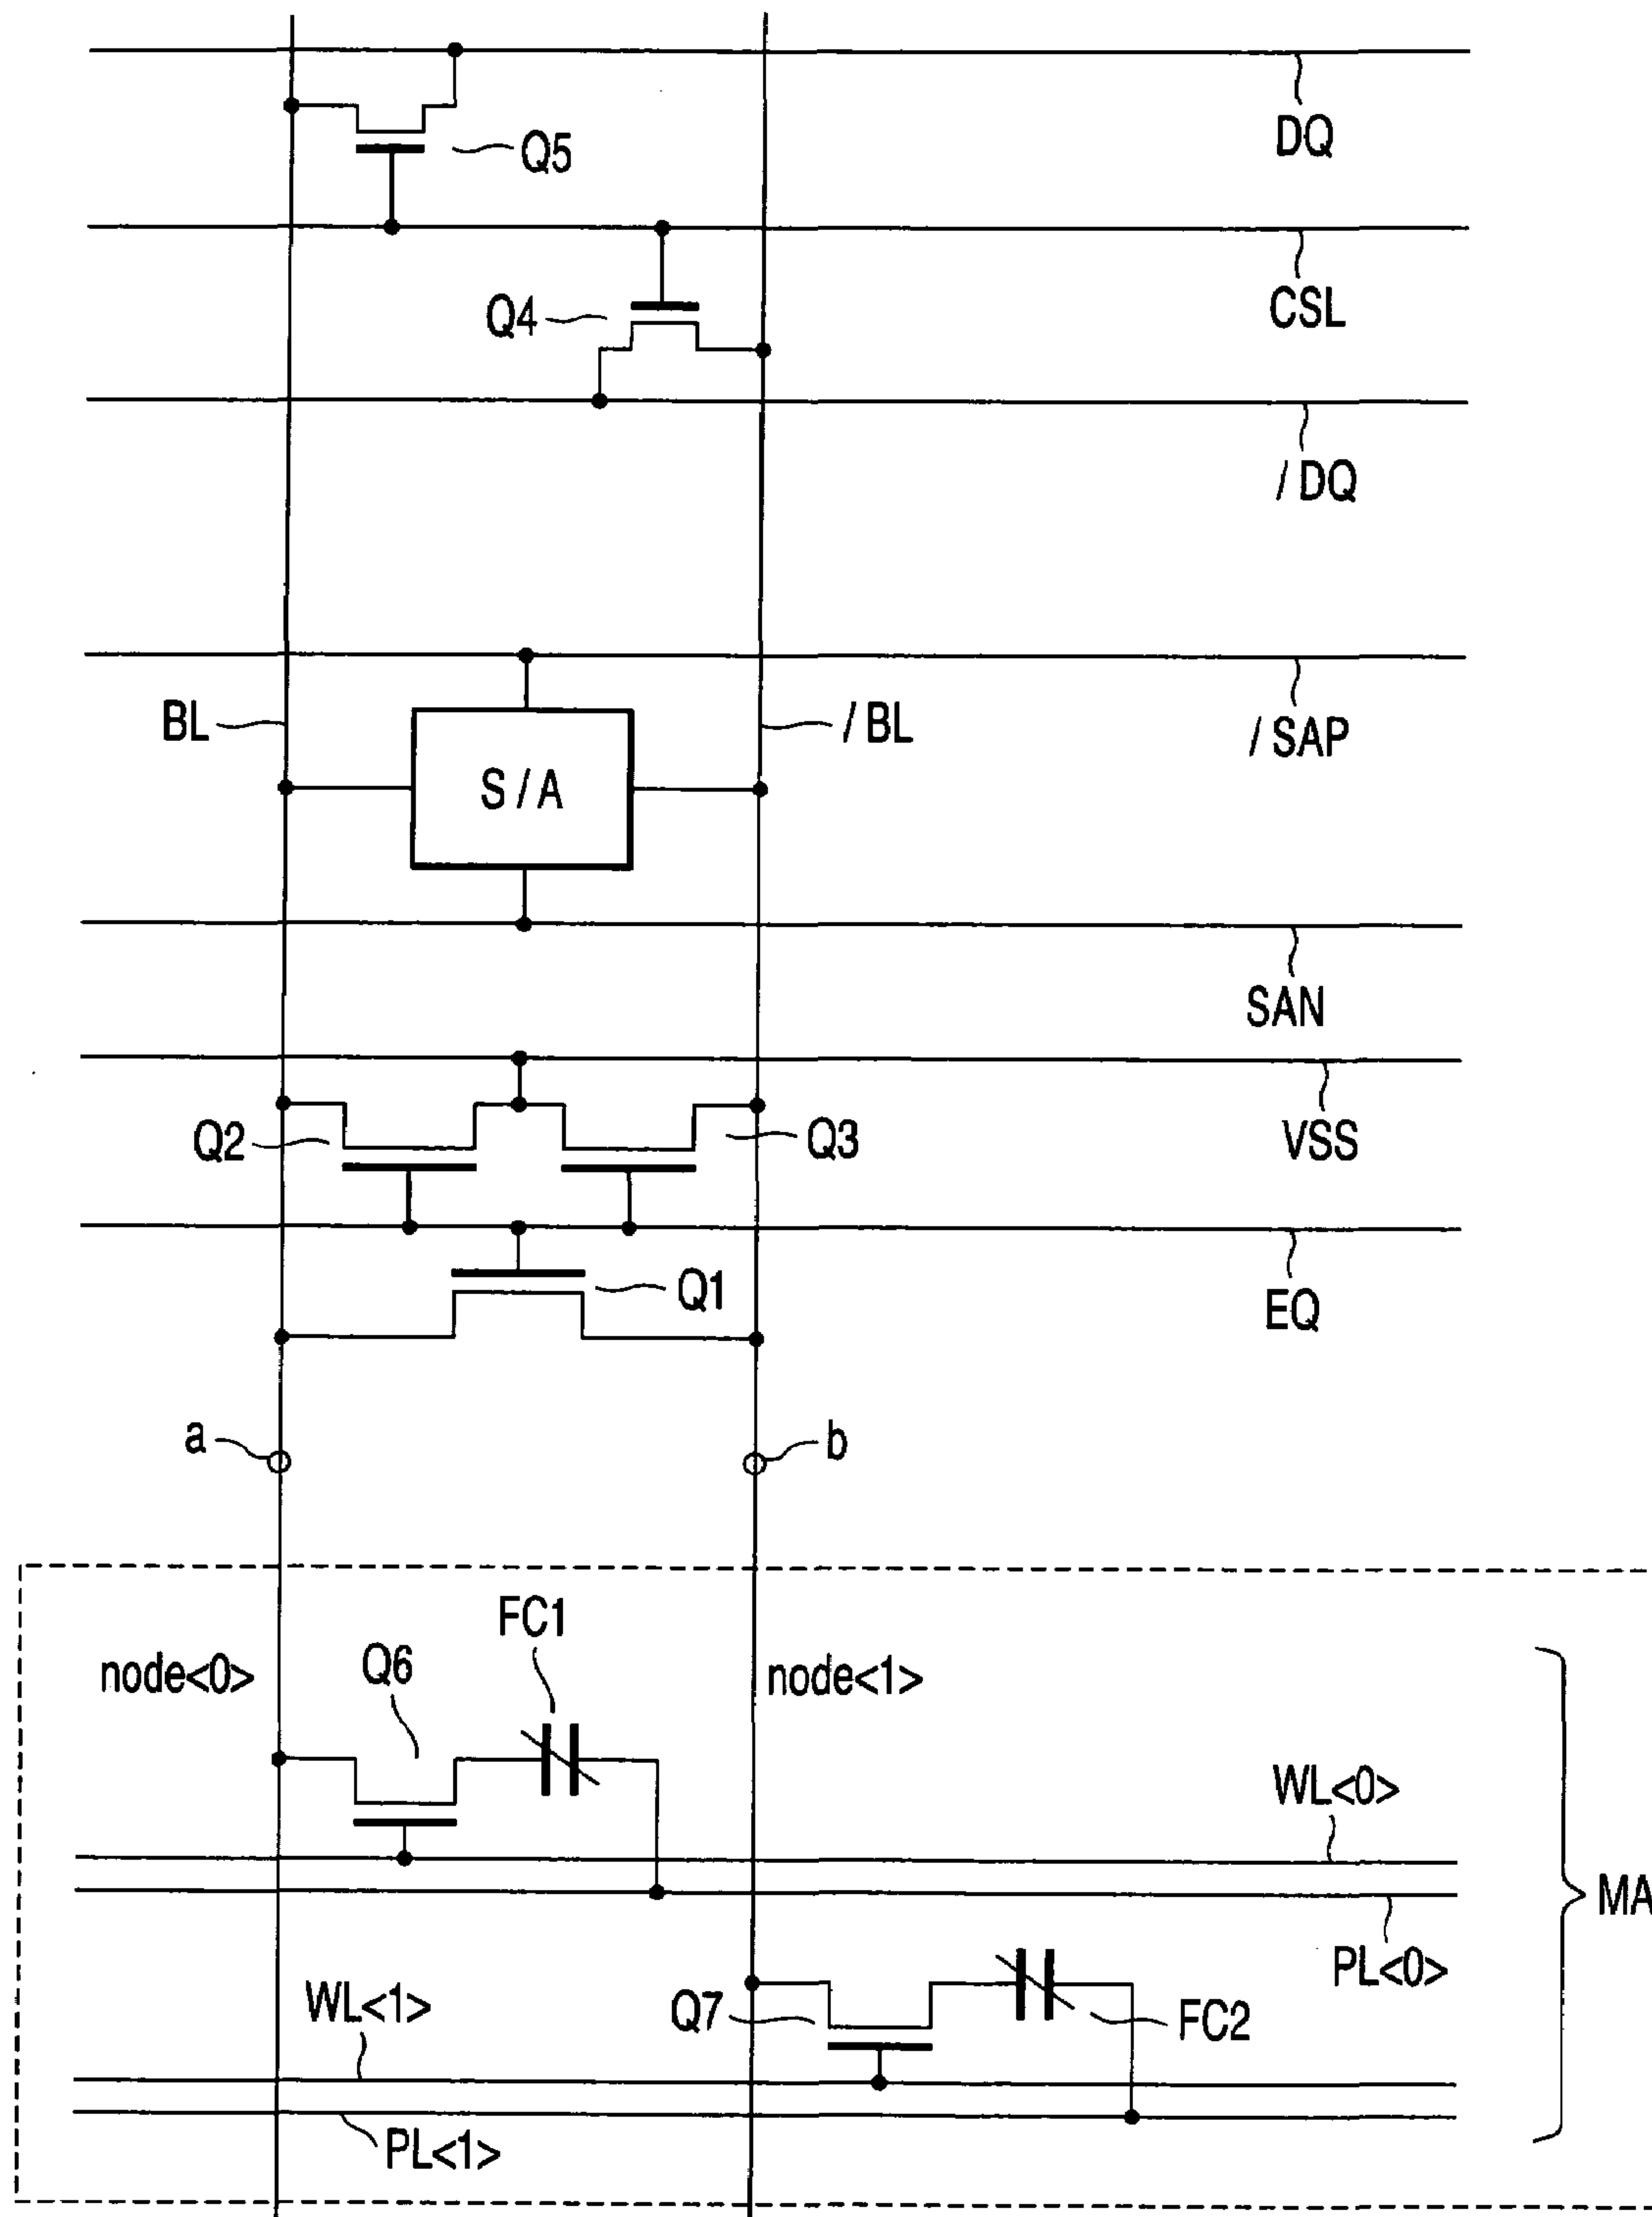 DQ
Q5
CSL
Q4
/ DQ
BL
/ BL
/ SAP
S / A
SAN
Q2
Q3
VSS
Q1
EQ
a
b
FC1
node<0>
Q6
node<1>
WL<0>
MA
PL<0>
WL<1>
Q7
FC2
PL<1>